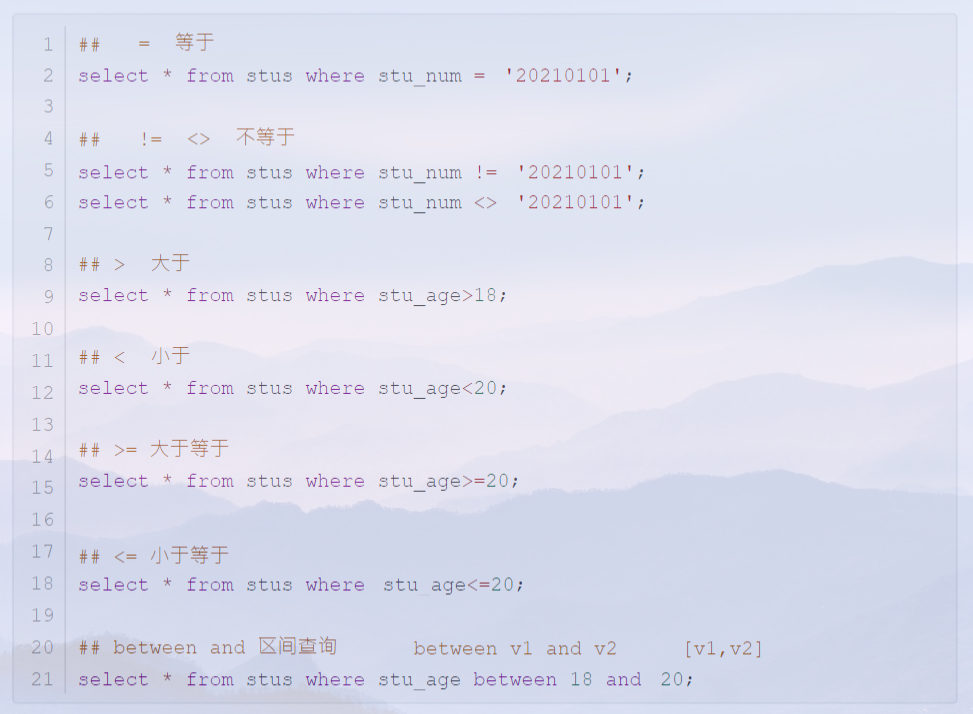 1 ## = 等于
2 select * from stus where stu_num = '20210101';
3
4 ## != <> 不等于
5 select * from stus where stu_num != '20210101';
6 select * from stus where stu_num <> '20210101';
7
8 ## > 大于
9 select * from stus where stu_age>18;
10
11 ## < 小于
12 select * from stus where stu_age<20;
13
14 ## >= 大于等于
15 select * from stus where stu_age>=20;
16
17 ## <= 小于等于
18 select * from stus where stu_age<=20;
19
20 ## between and 区间查询 between v1 and v2 [v1,v2]
21 select * from stus where stu_age between 18 and 20;